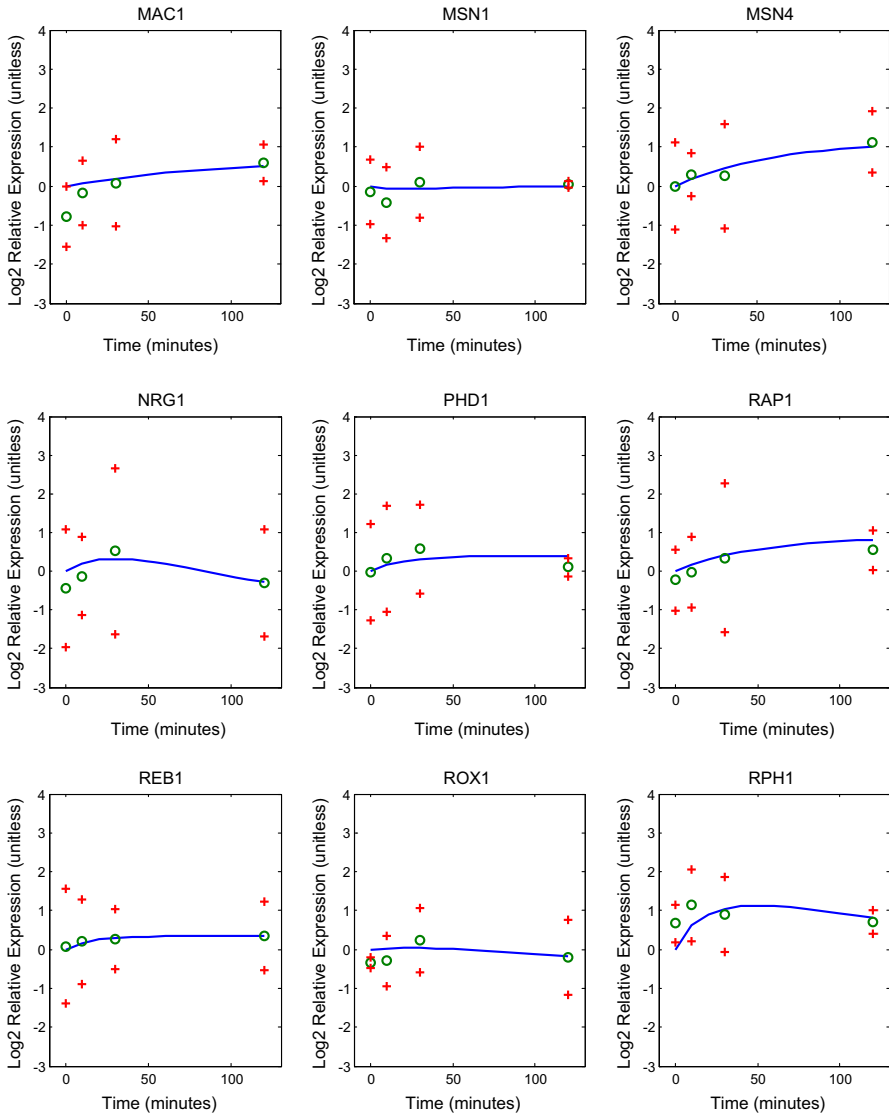 MAC1
MSN1
MSN4
Log2 Relative Expression (unitless)
4
3
2
1
0
-1
-2
-3
0 50 100
Time (minutes)
Log2 Relative Expression (unitless)
4
3
2
1
0
-1
-2
-3
0 50 100
Time (minutes)
Log2 Relative Expression (unitless)
4
3
2
1
0
-1
-2
-3
0 50 100
Time (minutes)
NRG1
PHD1
RAP1
Log2 Relative Expression (unitless)
4
3
2
1
0
-1
-2
-3
0 50 100
Time (minutes)
Log2 Relative Expression (unitless)
4
3
2
1
0
-1
-2
-3
0 50 100
Time (minutes)
Log2 Relative Expression (unitless)
4
3
2
1
0
-1
-2
-3
0 50 100
Time (minutes)
REB1
ROX1
RPH1
Log2 Relative Expression (unitless)
4
3
2
1
0
-1
-2
-3
0 50 100
Time (minutes)
Log2 Relative Expression (unitless)
4
3
2
1
0
-1
-2
-3
0 50 100
Time (minutes)
Log2 Relative Expression (unitless)
4
3
2
1
0
-1
-2
-3
0 50 100
Time (minutes)